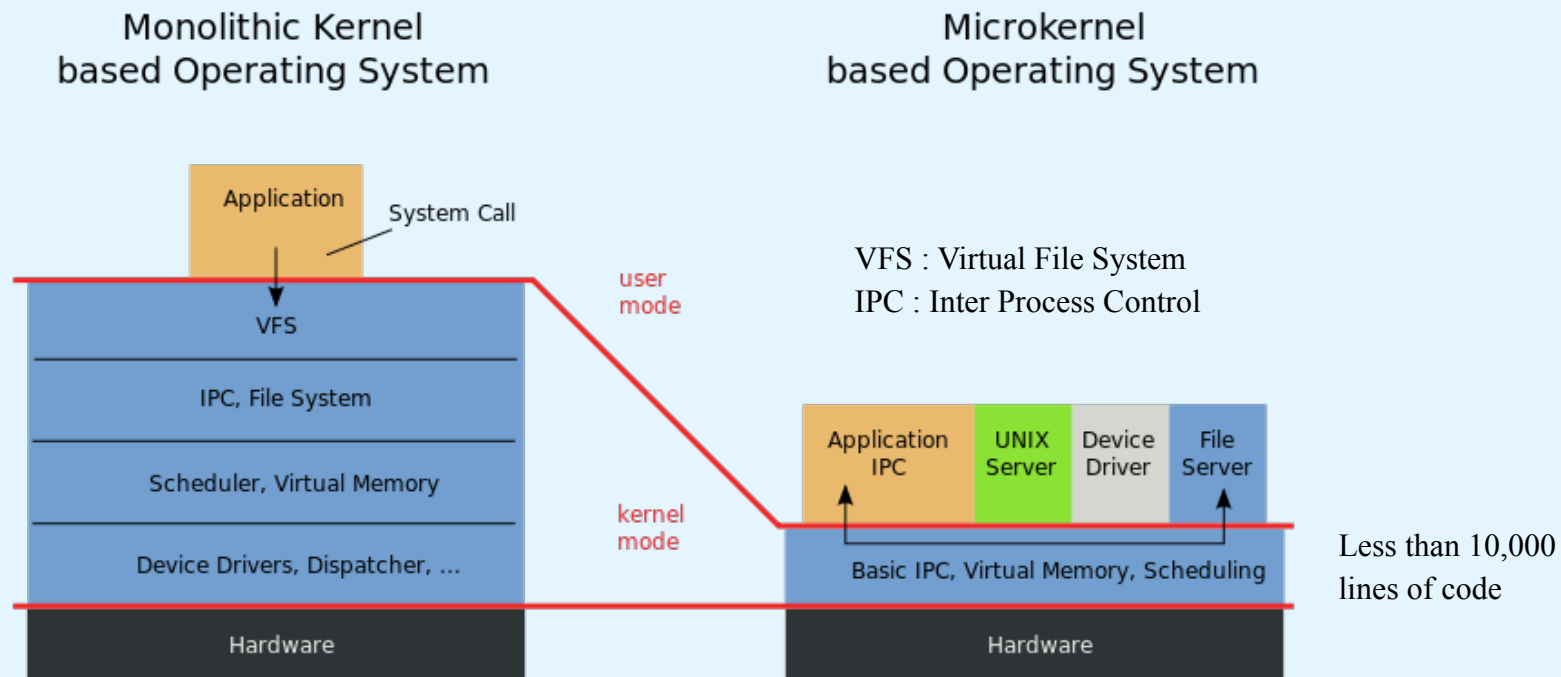 Monolithic Kernel
based Operating System
Microkernel
based Operating System
Application
System Call
VFS
IPC, File System
Scheduler, Virtual Memory
Device Drivers, Dispatcher, ...
Hardware
user
mode
kernel
mode
VFS : Virtual File System
IPC : Inter Process Control
Application
IPC
UNIX
Server
Device
Driver
File
Server
Basic IPC, Virtual Memory, Scheduling
Hardware
Less than 10,000
lines of code